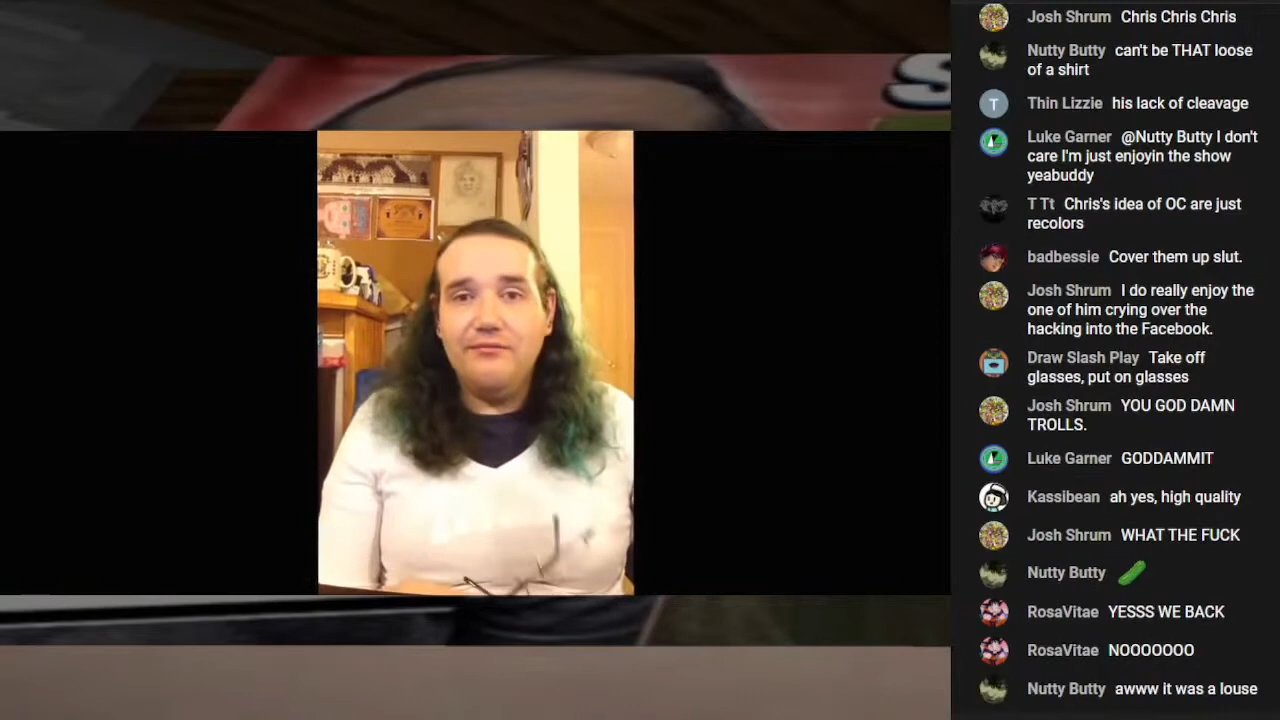 S
Josh Shrum Chris Chris Chris
Nutty Butty can't be THAT loose
of a shirt
T Thin Lizzie his lack of cleavage
Luke Garner @Nutty Butty I don't
care I'm just enjoyin the show
yeabuddy
T Tt Chris's idea of OC are just
recolors
badbessie Cover them up slut.
Josh Shrum I do really enjoy the
one of him crying over the
hacking into the Facebook.
Draw Slash Play Take off
glasses, put on glasses
Josh Shrum YOU GOD DAMN
TROLLS.
Luke Garner GODDAMMIT
Kassibean ah yes, high quality
Josh Shrum WHAT THE FUCK
Nutty Butty
RosaVitae YESSS WE BACK
RosaVitae NOOOOOOO
Nutty Butty awww it was a louse